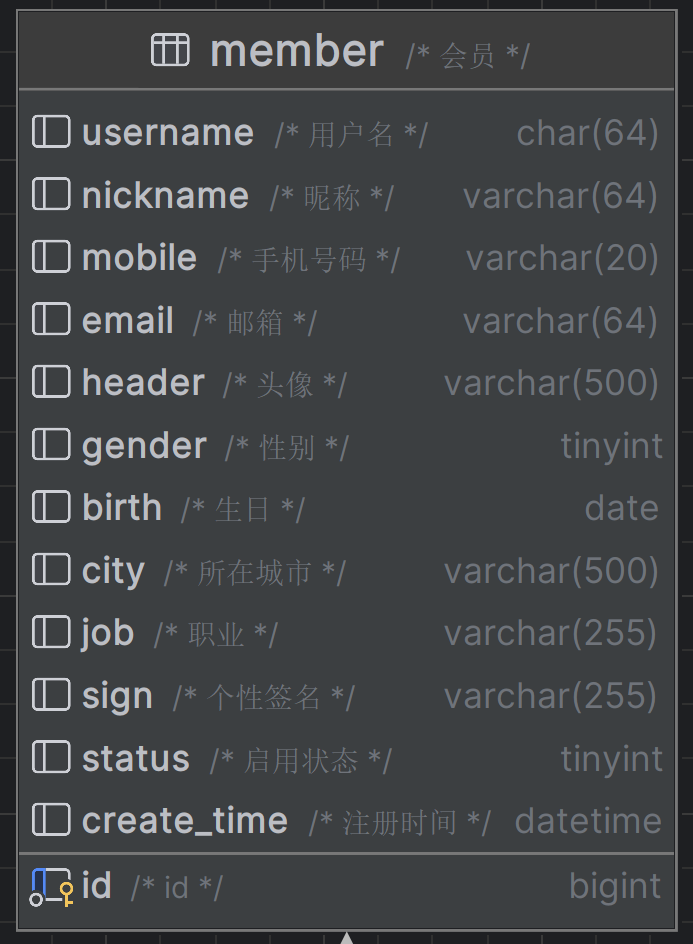 member /* 会员 */
username /* 用户名 */ char(64)
nickname /* 昵称 */ varchar(64)
mobile /* 手机号码 */ varchar(20)
email /* 邮箱 */ varchar(64)
header /* 头像 */ varchar(500)
gender /* 性别 */ tinyint
birth /* 生日 */ date
city /* 所在城市 */ varchar(500)
job /* 职业 */ varchar(255)
sign /* 个性签名 */ varchar(255)
status /* 启用状态 */ tinyint
create_time /* 注册时间 */ datetime
id /* id */ bigint